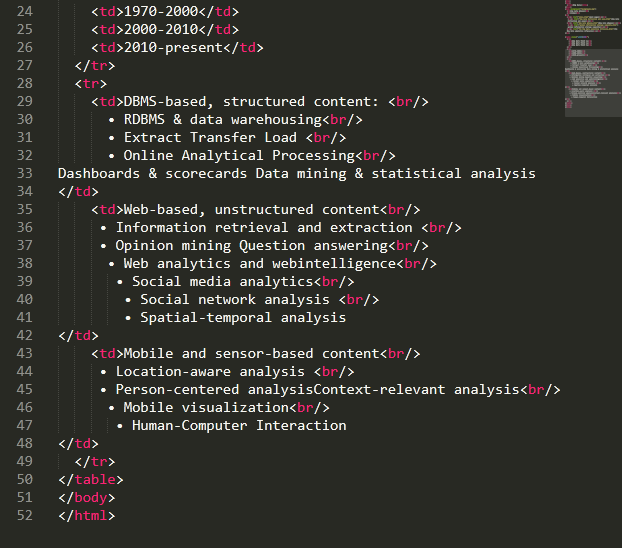 24 <td>1970-2000</td>
25 <td>2000-2010</td>
26 <td>2010-present</td>
27 </tr>
28 <tr>
29 <td>DBMS-based, structured content: <br/>
30 • RDBMS & data warehousing<br/>
31 • Extract Transfer Load <br/>
32 • Online Analytical Processing<br/>
33 Dashboards & scorecards Data mining & statistical analysis
34 </td>
35 <td>Web-based, unstructured content<br/>
36 • Information retrieval and extraction <br/>
37 • Opinion mining Question answering<br/>
38 • Web analytics and webintelligence<br/>
39 • Social media analytics<br/>
40 • Social network analysis <br/>
41 • Spatial-temporal analysis
42 </td>
43 <td>Mobile and sensor-based content<br/>
44 • Location-aware analysis <br/>
45 • Person-centered analysisContext-relevant analysis<br/>
46 • Mobile visualization<br/>
47 • Human-Computer Interaction
48 </td>
49 </tr>
50 </table>
51 </body>
52 </html>